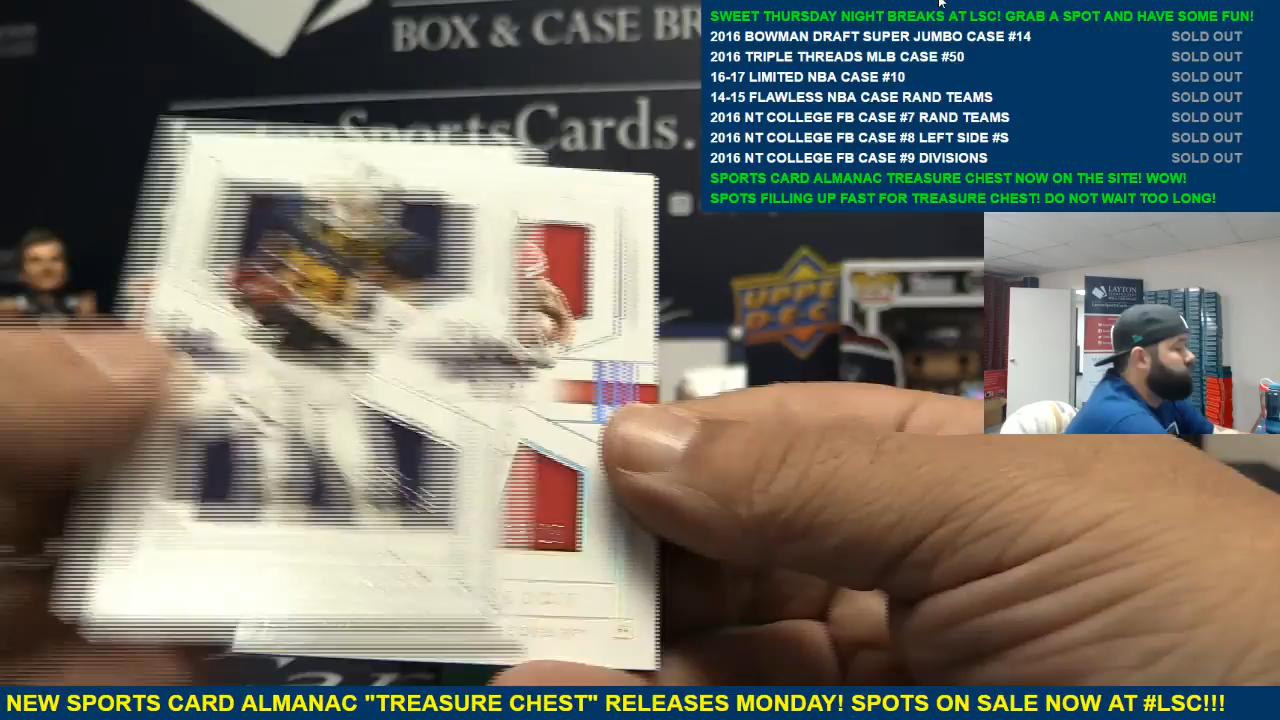 SWEET THURSDAY NIGHT BREAKS AT LSC! GRAB A SPOT AND HAVE SOME FUN!
2016 BOWMAN DRAFT SUPER JUMBO CASE #14 SOLD OUT
2016 TRIPLE THREADS MLB CASE #50 SOLD OUT
16-17 LIMITED NBA CASE #10 SOLD OUT
14-15 FLAWLESS NBA CASE RAND TEAMS SOLD OUT
2016 NT COLLEGE FB CASE #7 RAND TEAMS SOLD OUT
2016 NT COLLEGE FB CASE #8 LEFT SIDE #S SOLD OUT
2016 NT COLLEGE FB CASE #9 DIVISIONS SOLD OUT
SPORTS CARD ALMANAC TREASURE CHEST NOW ON THE SITE! WOW!
SPOTS FILLING UP FAST FOR TREASURE CHEST! DO NOT WAIT TOO LONG!
BOX & CASE BR
SportsCards.
UPPE
DEC
LAYTON
NEW SPORTS CARD ALMANAC "TREASURE CHEST" RELEASES MONDAY! SPOTS ON SALE NOW AT #LSC!!!